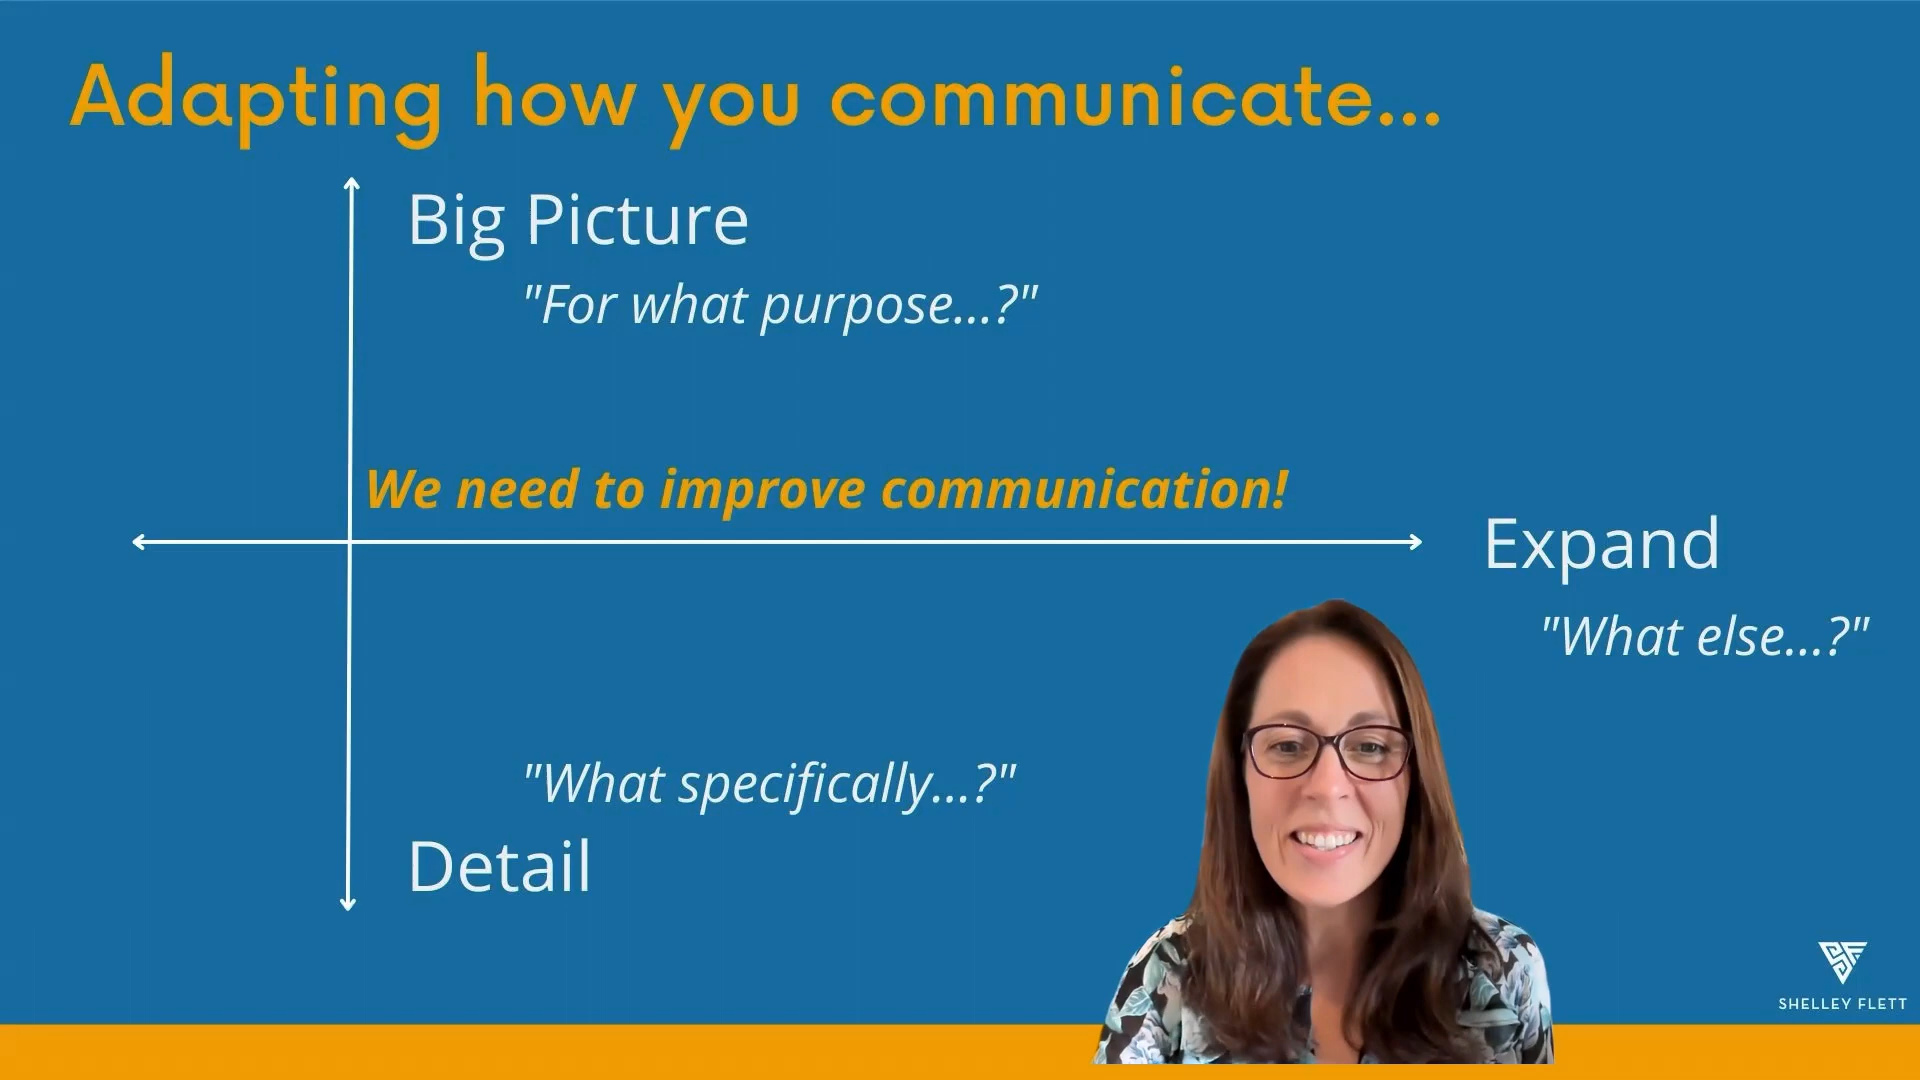 Adapting how you communicate...
Big Picture
"For what purpose...?"
We need to improve communication!
Expand
"What else...?"
"What specifically...?"
Detail
SHELLEY FLETT